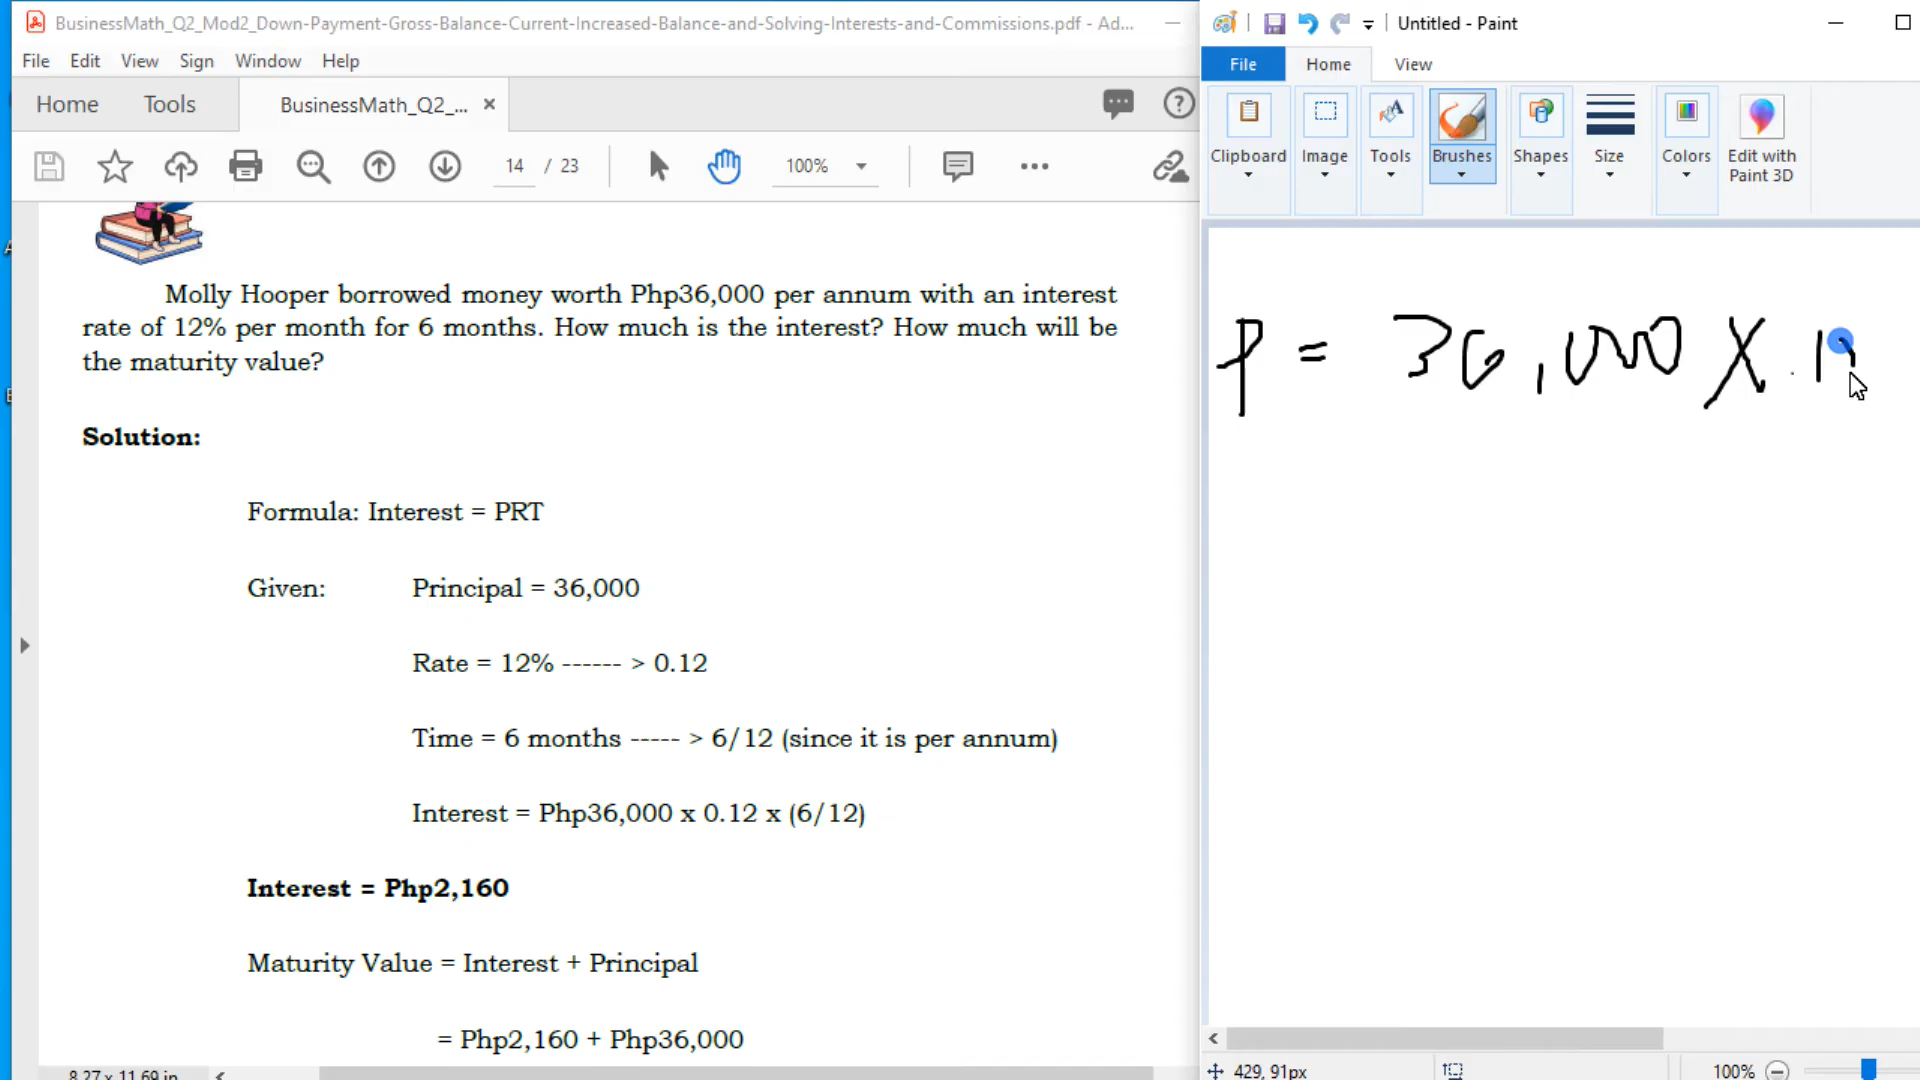 BusinessMath_Q2_Mod2_Down-Payment-Gross-Balance-Current-Increased-Balance-and-Solving-Interests-and-Commissions.pdf - Ad...
File Edit View Sign Window Help
Home Tools BusinessMath_Q2_... ×
14 / 23 100%
Molly Hooper borrowed money worth Php36,000 per annum with an interest
rate of 12% per month for 6 months. How much is the interest? How much will be
the maturity value?
Solution:
Formula: Interest = PRT
Given: Principal = 36,000
Rate = 12% ------ > 0.12
Time = 6 months ----- > 6/12 (since it is per annum)
Interest = Php36,000 x 0.12 x (6/12)
Interest = Php2,160
Maturity Value = Interest + Principal
= Php2,160 + Php36,000
8.27 x 11.69 in
Untitled - Paint
File Home View
Clipboard Image Tools Brushes Shapes Size Colors Edit with
Paint 3D
P = 36,000 X .1
429, 91px 100%